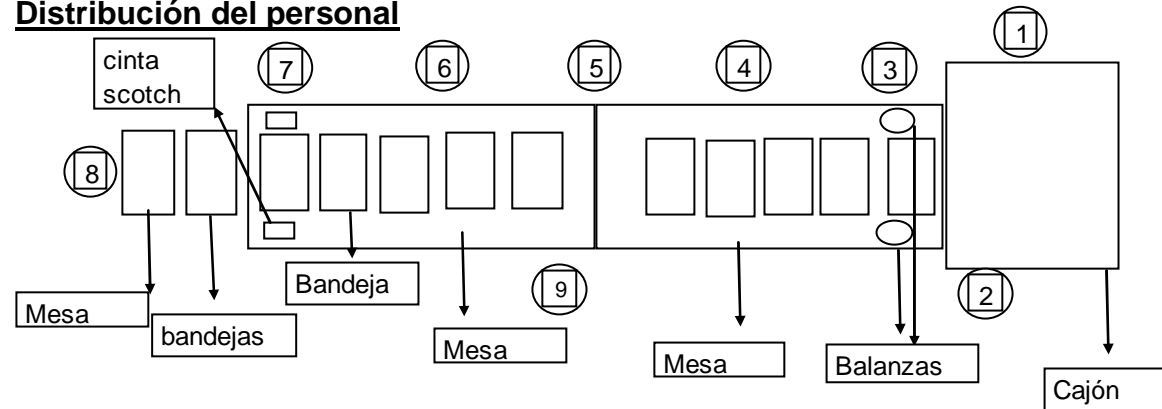 Distribución del personal
1
cinta
scotch
7
6
5
4
3
8
Bandeja
9
2
Mesa
bandejas
Mesa
Mesa
Balanzas
Cajón